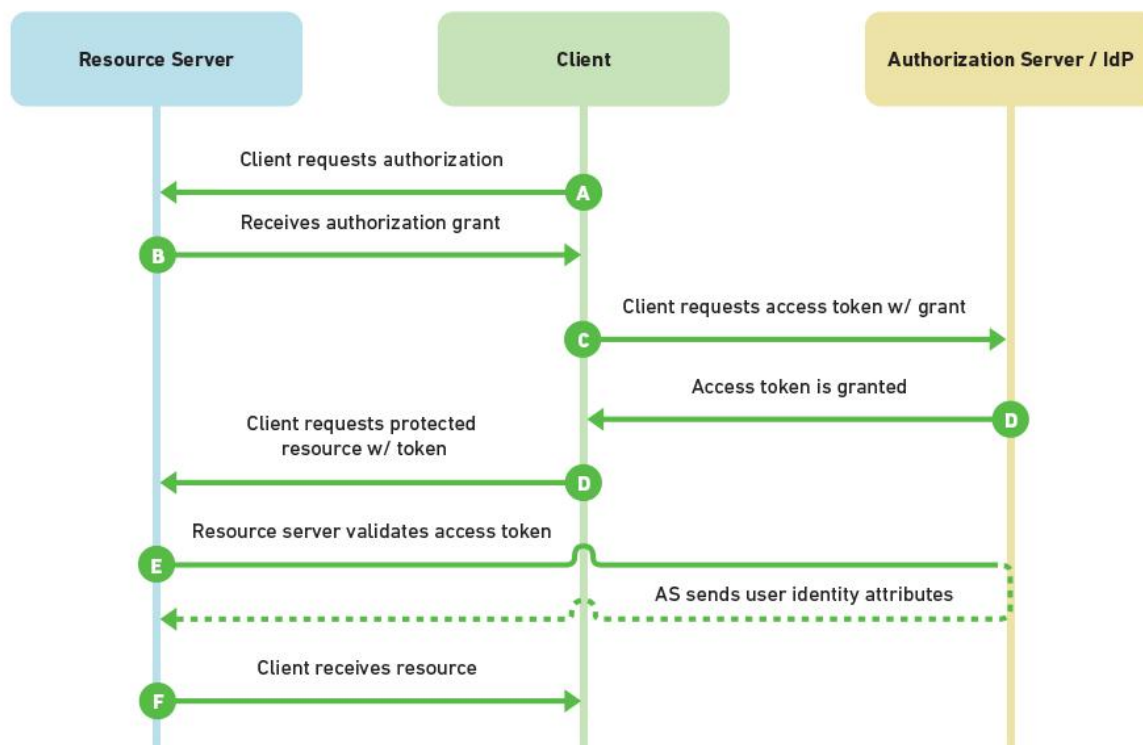 Resource Server
Client
Authorization Server / IdP
Client requests authorization
A
Receives authorization grant
B
Client requests access token w/ grant
C
Access token is granted
D
Client requests protected
resource w/ token
D
Resource server validates access token
E
AS sends user identity attributes
Client receives resource
F